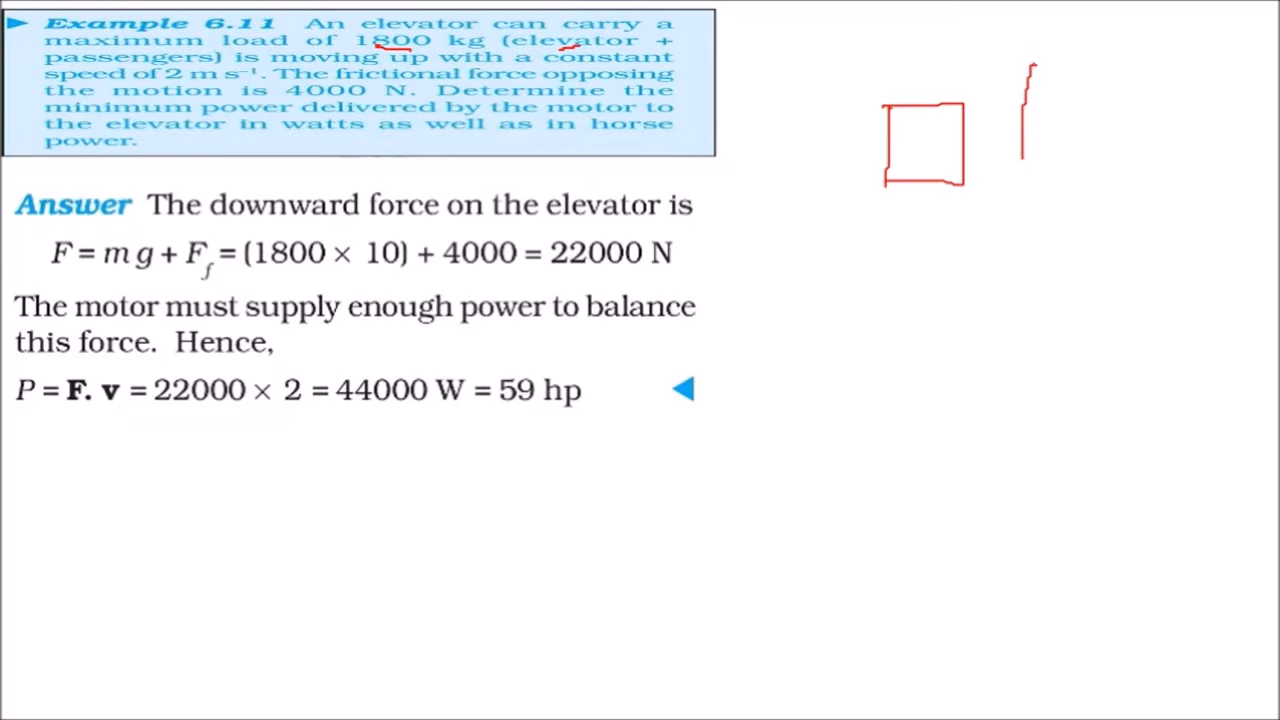 Example 6.11 An elevator can carry a
maximum load of 1800 kg (elevator +
passengers) is moving up with a constant
speed of 2 m s⁻¹. The frictional force opposing
the motion is 4000 N. Determine the
minimum power delivered by the motor to
the elevator in watts as well as in horse
power.
Answer The downward force on the elevator is
F = m g + F_f = (1800 × 10) + 4000 = 22000 N
The motor must supply enough power to balance
this force. Hence,
P = F. v = 22000 × 2 = 44000 W = 59 hp